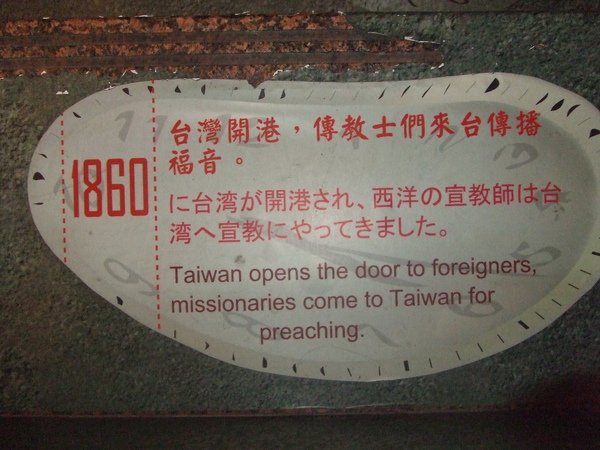 1860
台灣開港，傳教士們來台傳播
福音。
に台湾が開港され、西洋の宣教師は台
湾へ宣教にやってきました。
Taiwan opens the door to foreigners,
missionaries come to Taiwan for
preaching.